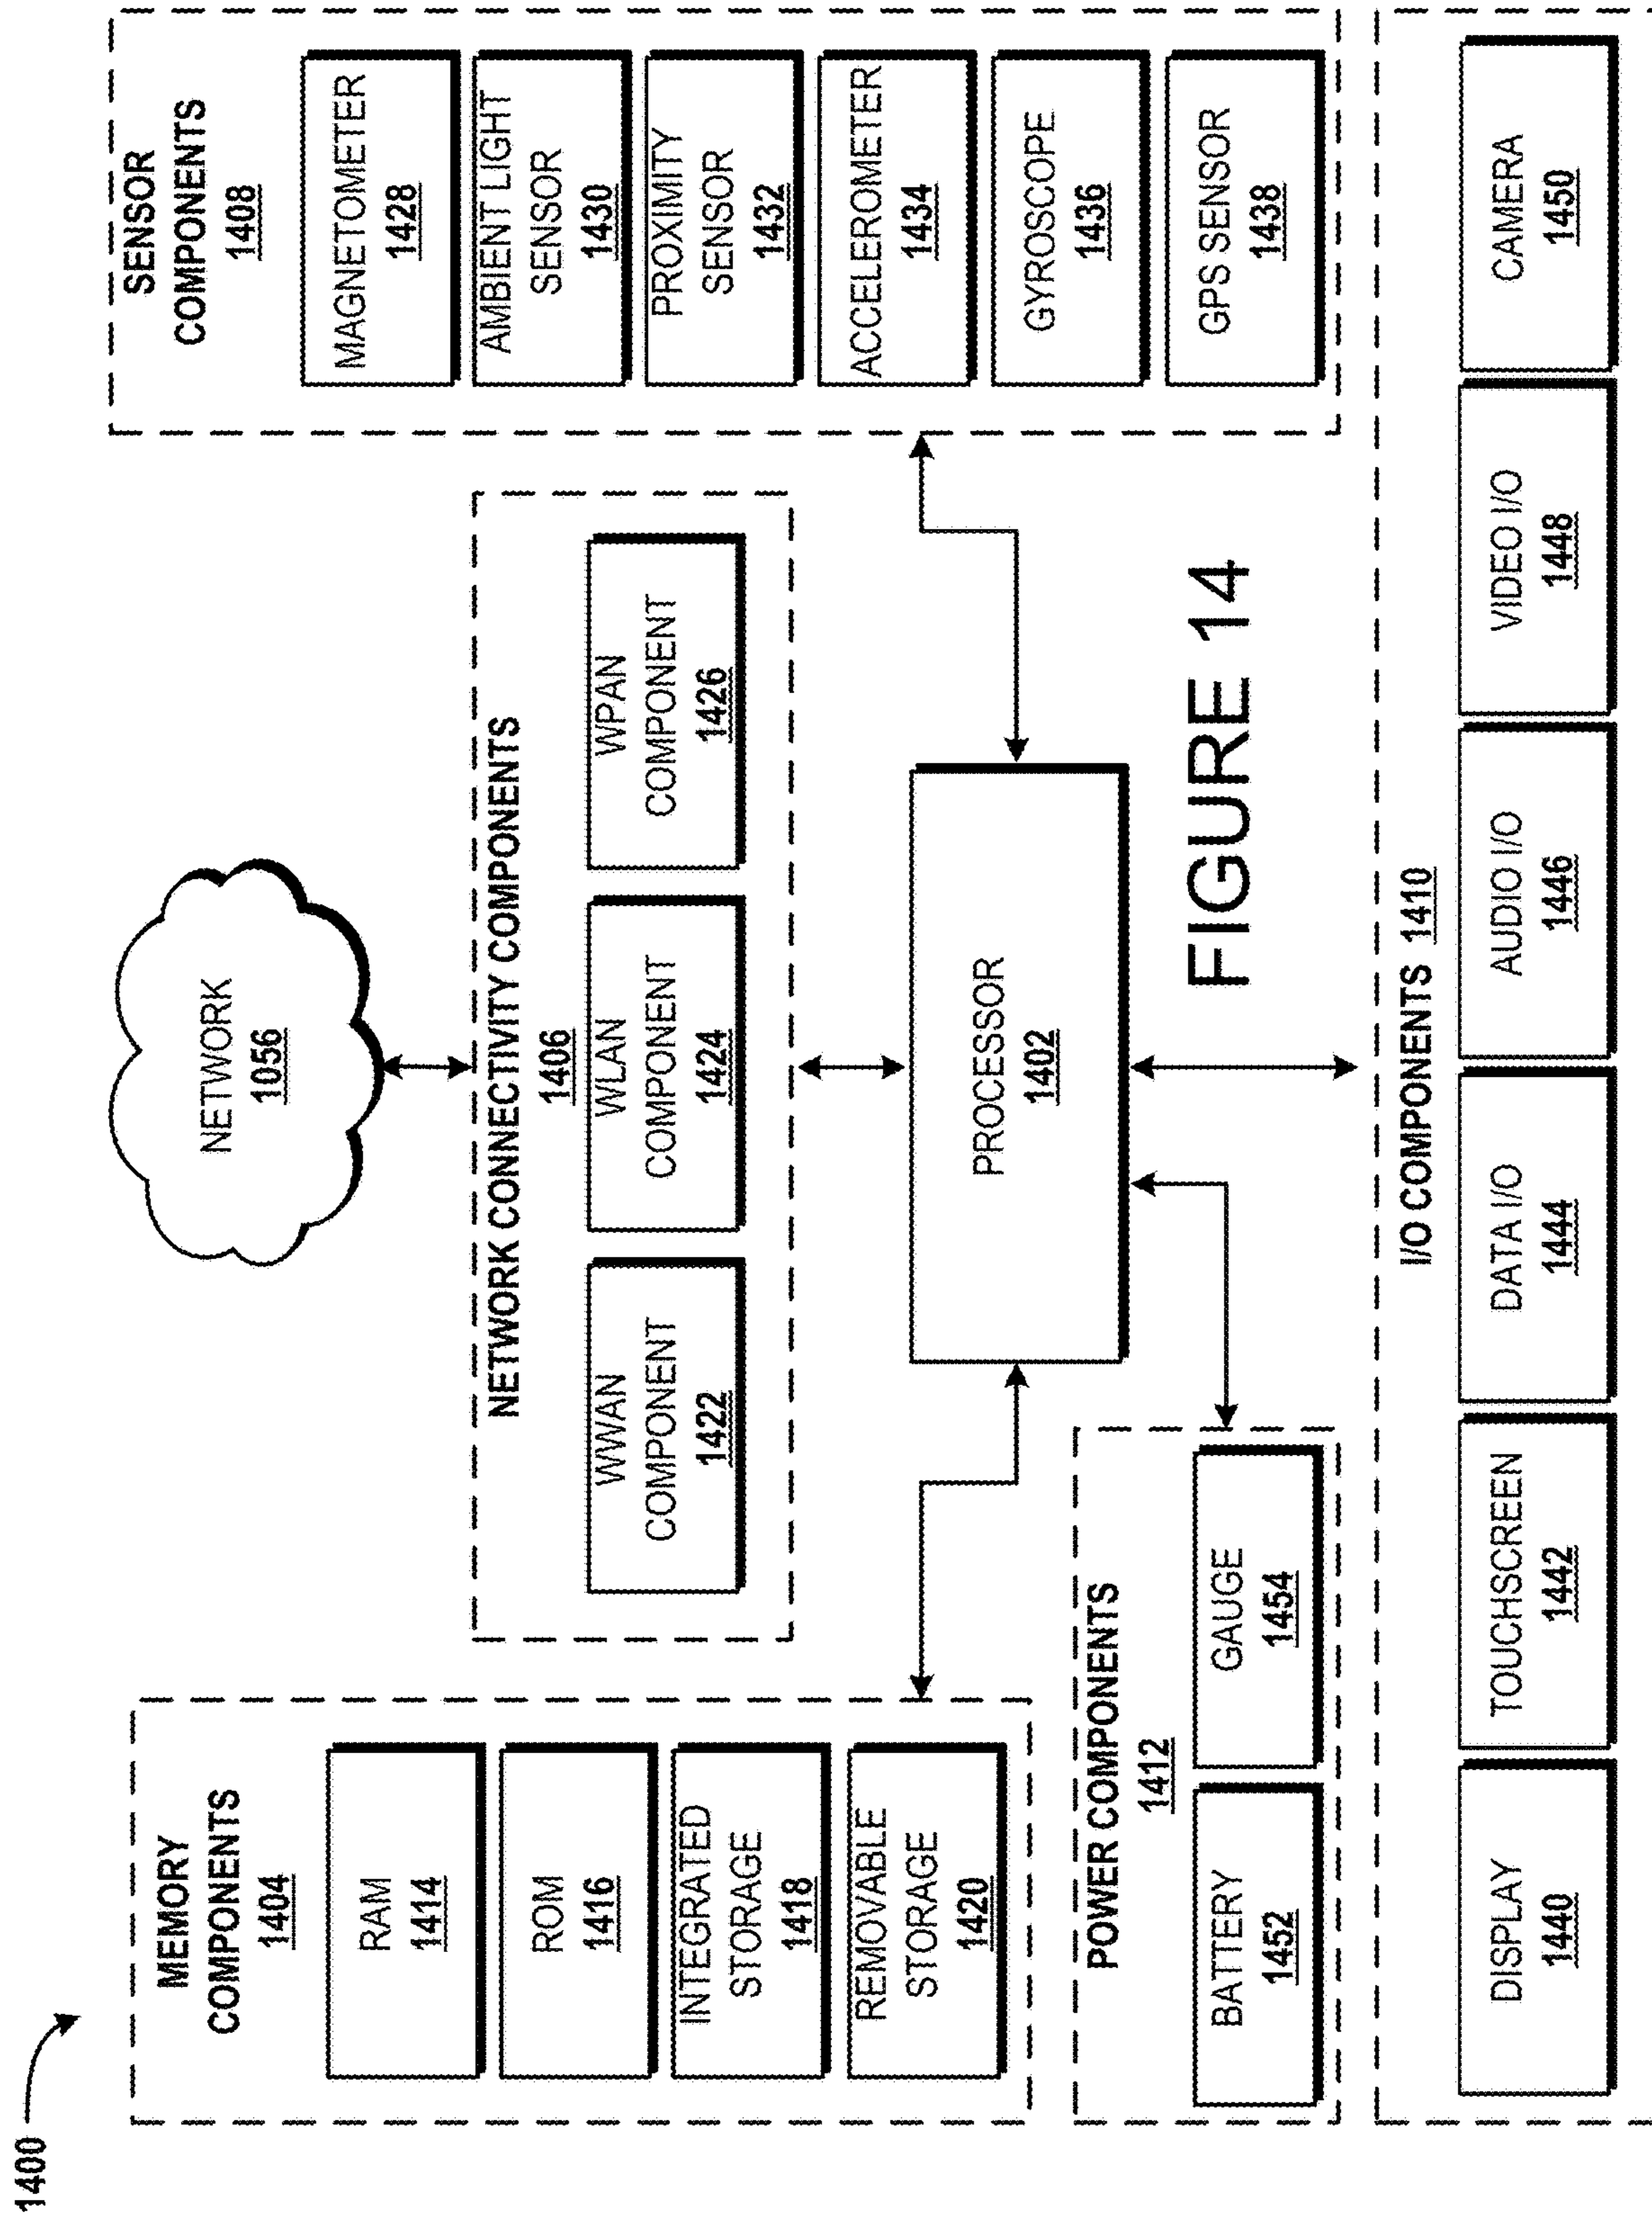 1400
MEMORY
COMPONENTS
1404
RAM
1414
ROM
1416
INTEGRATED
STORAGE
1418
REMOVABLE
STORAGE
1420
NETWORK
1056
NETWORK CONNECTIVITY COMPONENTS
1406
WWAN
COMPONENT
1422
WLAN
COMPONENT
1424
WPAN
COMPONENT
1426
SENSOR
COMPONENTS
1408
MAGNETOMETER
1428
AMBIENT LIGHT
SENSOR
1430
PROXIMITY
SENSOR
1432
ACCELEROMETER
1434
GYROSCOPE
1436
GPS SENSOR
1438
PROCESSOR
1402
POWER COMPONENTS
1412
BATTERY
1452
GAUGE
1454
FIGURE 14
I/O COMPONENTS 1410
DISPLAY
1440
TOUCHSCREEN
1442
DATA I/O
1444
AUDIO I/O
1446
VIDEO I/O
1448
CAMERA
1450